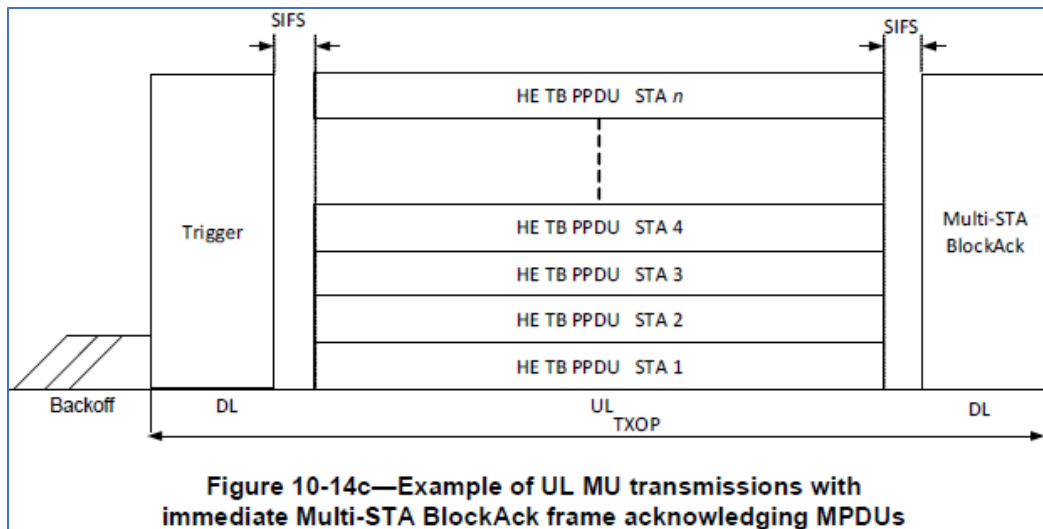 SIFS
SIFS
HE TB PPDU STA n
Trigger
HE TB PPDU STA 4
Multi-STA
BlockAck
HE TB PPDU STA 3
HE TB PPDU STA 2
HE TB PPDU STA 1
Backoff
DL
UL
DL
TXOP
Figure 10-14c—Example of UL MU transmissions with
immediate Multi-STA BlockAck frame acknowledging MPDUs